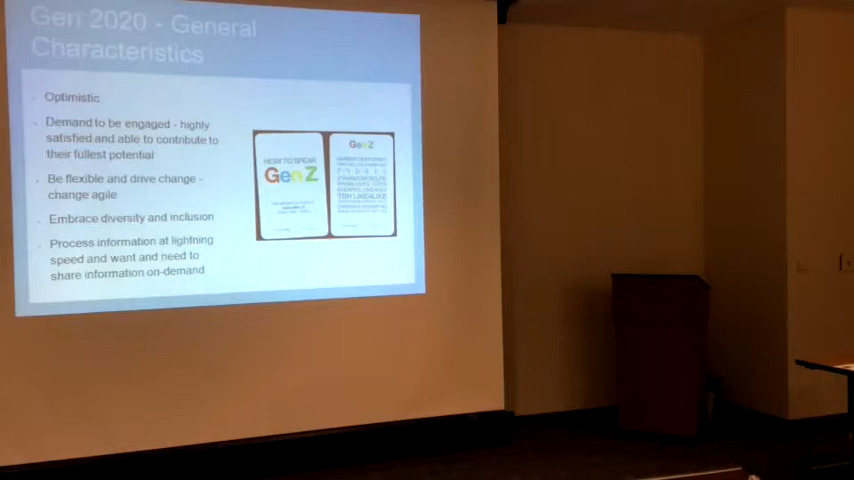 Gen 2020 - General
Characteristics
Optimistic
Demand to be engaged - highly
satisfied and able to contribute to
their fullest potential
Be flexible and drive change -
change agile
Embrace diversity and inclusion
Process information at lightning
speed and want and need to
share information on-demand
HOW TO SPEAK
Gen Z
Gen Z